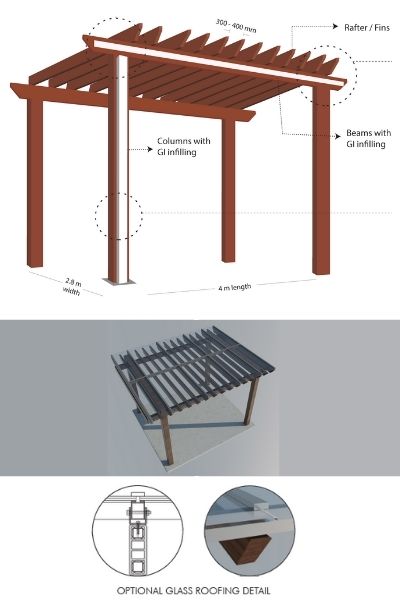 300 - 400 mm
Rafter / Fins
Columns with
GI infilling
Beams with
GI infilling
2.8 m
width
4 m length
OPTIONAL GLASS ROOFING DETAIL